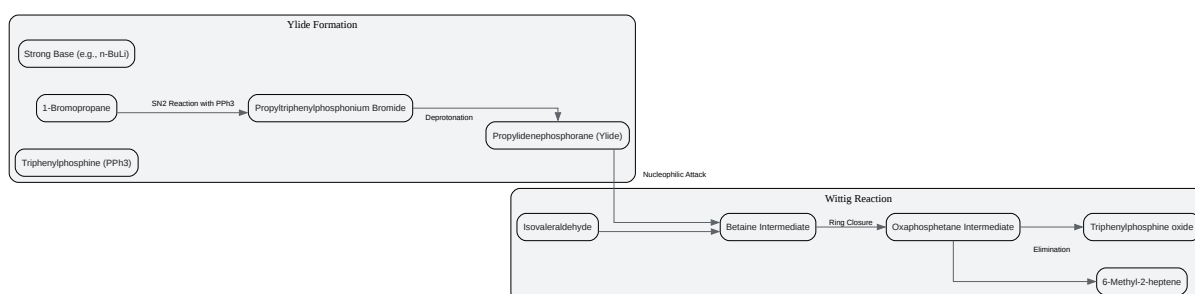 Ylide Formation
Strong Base (e.g., n-BuLi)
1-Bromopropane
SN2 Reaction with PPh3
Propyltriphenylphosphonium Bromide
Deprotonation
Propylidenephosphorane (Ylide)
Triphenylphosphine (PPh3)
Nucleophilic Attack
Wittig Reaction
Isovaleraldehyde
Betaine Intermediate
Ring Closure
Oxaphosphetane Intermediate
Triphenylphosphine oxide
Elimination
6-Methyl-2-heptene